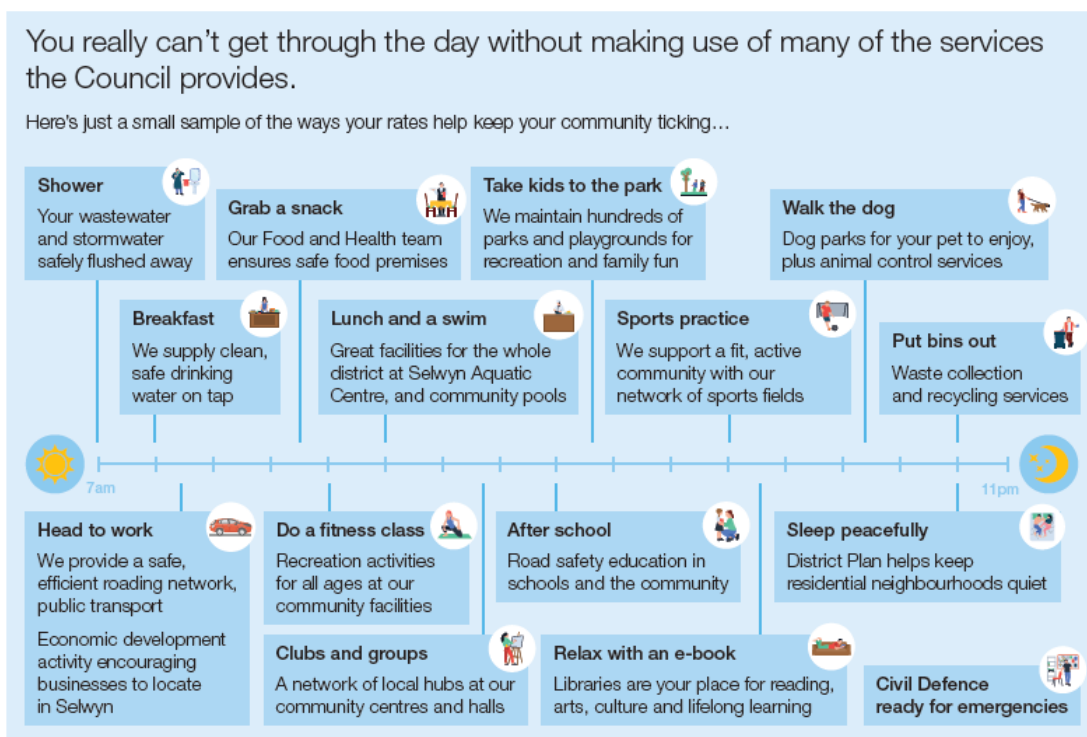 You really can’t get through the day without making use of many of the services
the Council provides.
Here’s just a small sample of the ways your rates help keep your community ticking…
Shower
Your wastewater
and stormwater
safely flushed away
Grab a snack
Our Food and Health team
ensures safe food premises
Take kids to the park
We maintain hundreds of
parks and playgrounds for
recreation and family fun
Walk the dog
Dog parks for your pet to enjoy,
plus animal control services
Breakfast
We supply clean,
safe drinking
water on tap
Lunch and a swim
Great facilities for the whole
district at Selwyn Aquatic
Centre, and community pools
Sports practice
We support a fit, active
community with our
network of sports fields
Put bins out
Waste collection
and recycling services
7am
11pm
Head to work
We provide a safe,
efficient roading network,
public transport
Economic development
activity encouraging
businesses to locate
in Selwyn
Do a fitness class
Recreation activities
for all ages at our
community facilities
After school
Road safety education in
schools and the community
Sleep peacefully
District Plan helps keep
residential neighbourhoods quiet
Clubs and groups
A network of local hubs at our
community centres and halls
Relax with an e-book
Libraries are your place for reading,
arts, culture and lifelong learning
Civil Defence
ready for emergencies